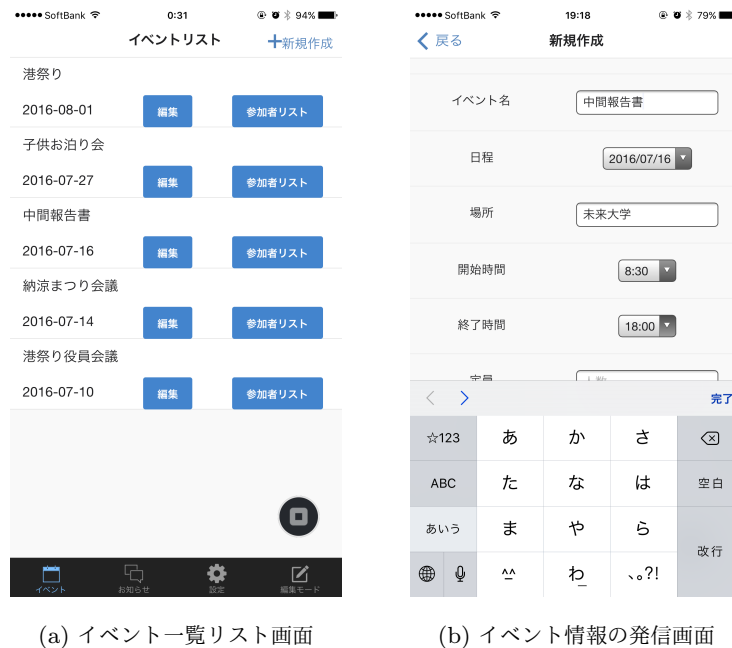 SoftBank 0:31 94%
イベントリスト
+新規作成
港祭り
2016-08-01 編集 参加者リスト
子供お泊り会
2016-07-27 編集 参加者リスト
中間報告書
2016-07-16 編集 参加者リスト
納涼まつり会議
2016-07-14 編集 参加者リスト
港祭り役員会議
2016-07-10 編集 参加者リスト
イベント お知らせ 設定 編集モード
(a) イベント一覧リスト画面
SoftBank 19:18 79%
戻る 新規作成
イベント名 中間報告書
日程 2016/07/16
場所 未来大学
開始時間 8:30
終了時間 18:00
定員 人数
完了
☆123 あ か さ
ABC た な は 空白
あいう ま や ら
改行
^^ わ 、。?!
(b) イベント情報の発信画面